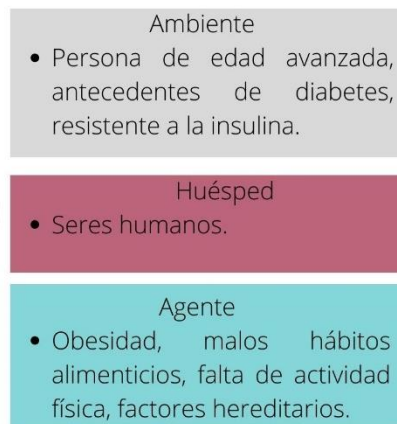 Ambiente
• Persona de edad avanzada,
antecedentes de diabetes,
resistente a la insulina.
Huésped
• Seres humanos.
Agente
• Obesidad, malos hábitos
alimenticios, falta de actividad
física, factores hereditarios.